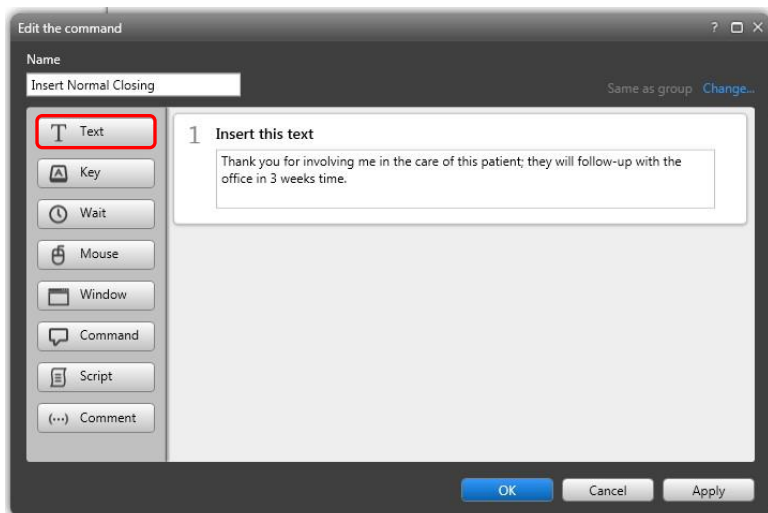 Edit the command
?
Name
Insert Normal Closing
Same as group Change...
Text
Key
Wait
Mouse
Window
Command
Script
(...) Comment
1 Insert this text
Thank you for involving me in the care of this patient; they will follow-up with the
office in 3 weeks time.
OK Cancel Apply